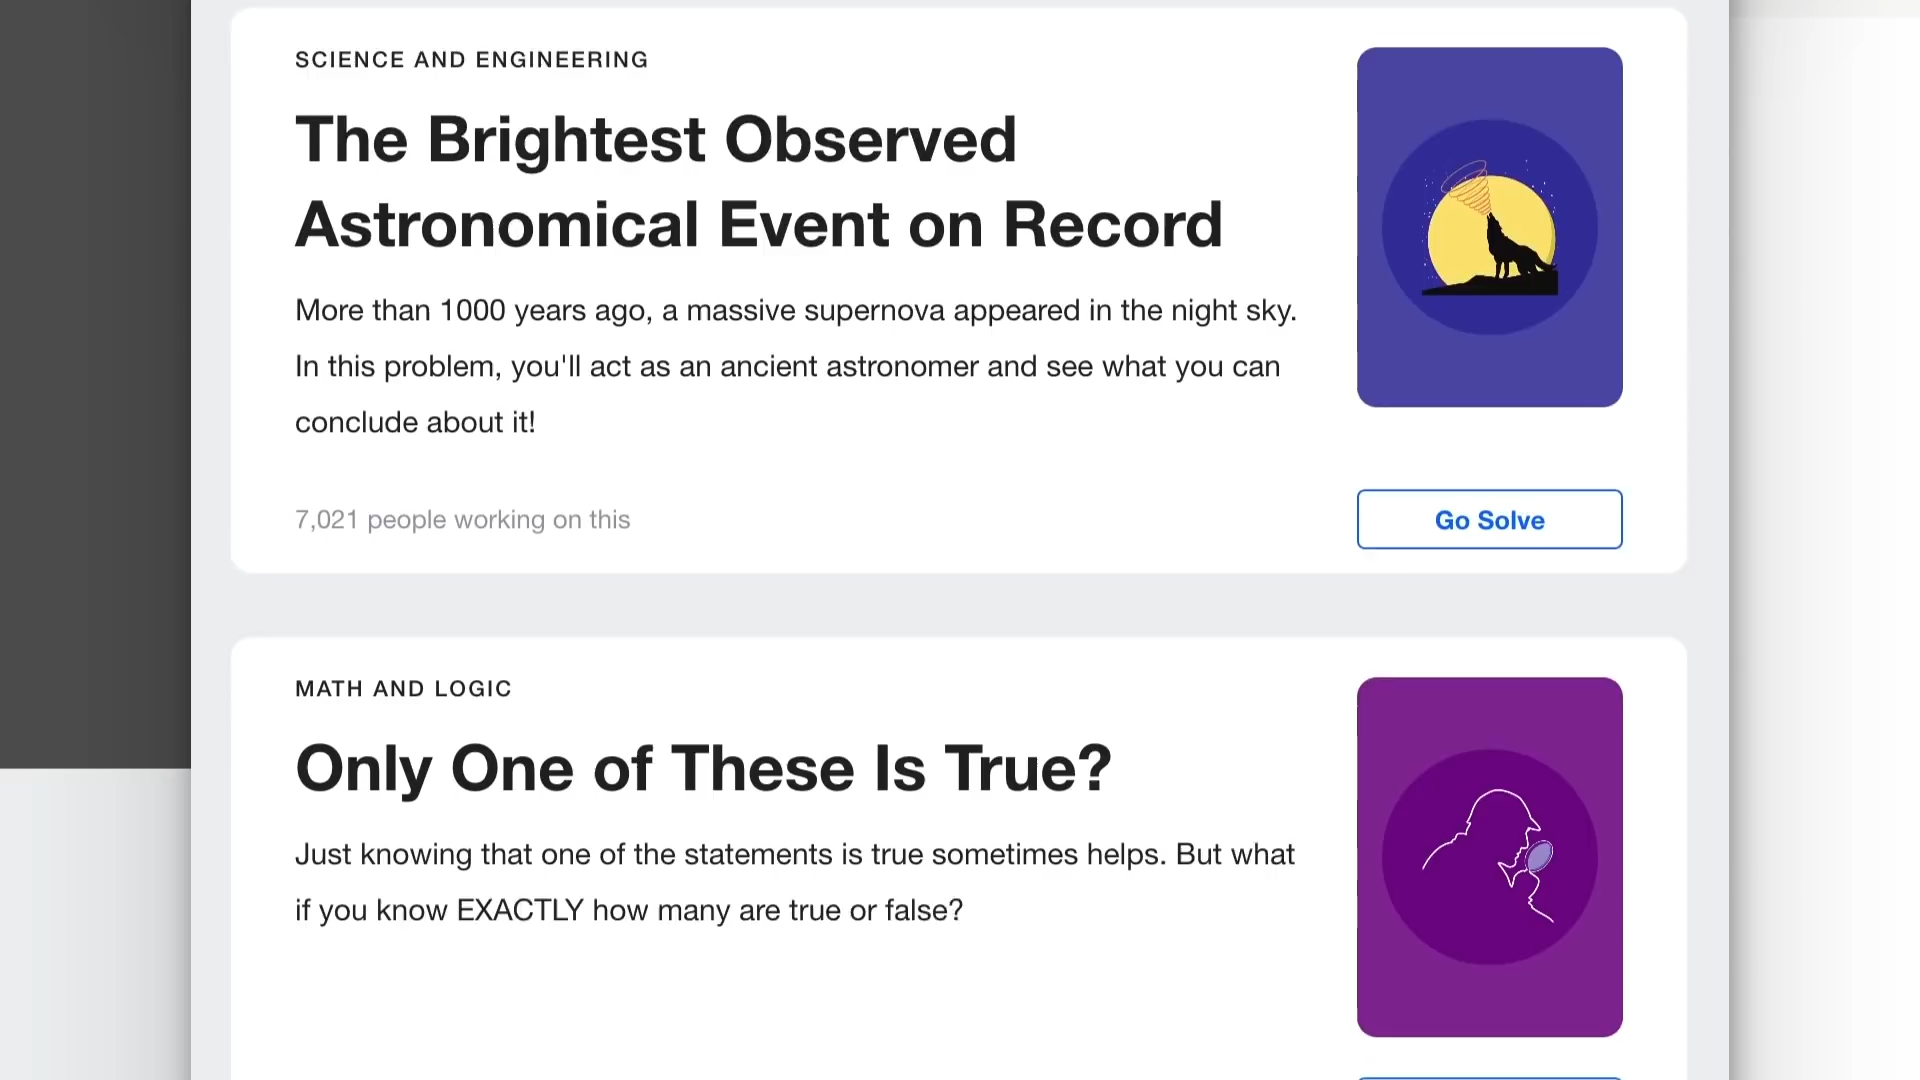 SCIENCE AND ENGINEERING
The Brightest Observed
Astronomical Event on Record
More than 1000 years ago, a massive supernova appeared in the night sky.
In this problem, you'll act as an ancient astronomer and see what you can
conclude about it!
7,021 people working on this
Go Solve
MATH AND LOGIC
Only One of These Is True?
Just knowing that one of the statements is true sometimes helps. But what
if you know EXACTLY how many are true or false?